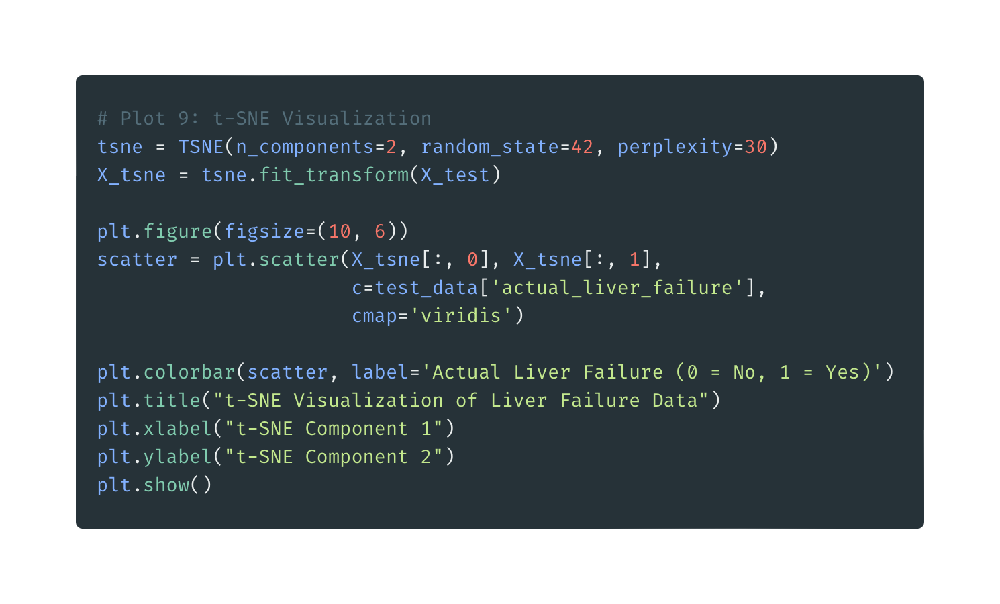 # Plot 9: t-SNE Visualization
tsne = TSNE(n_components=2, random_state=42, perplexity=30)
X_tsne = tsne.fit_transform(X_test)
plt.figure(figsize=(10, 6))
scatter = plt.scatter(X_tsne[:, 0], X_tsne[:, 1],
                      c=test_data['actual_liver_failure'],
                      cmap='viridis')
plt.colorbar(scatter, label='Actual Liver Failure (0 = No, 1 = Yes)')
plt.title("t-SNE Visualization of Liver Failure Data")
plt.xlabel("t-SNE Component 1")
plt.ylabel("t-SNE Component 2")
plt.show()